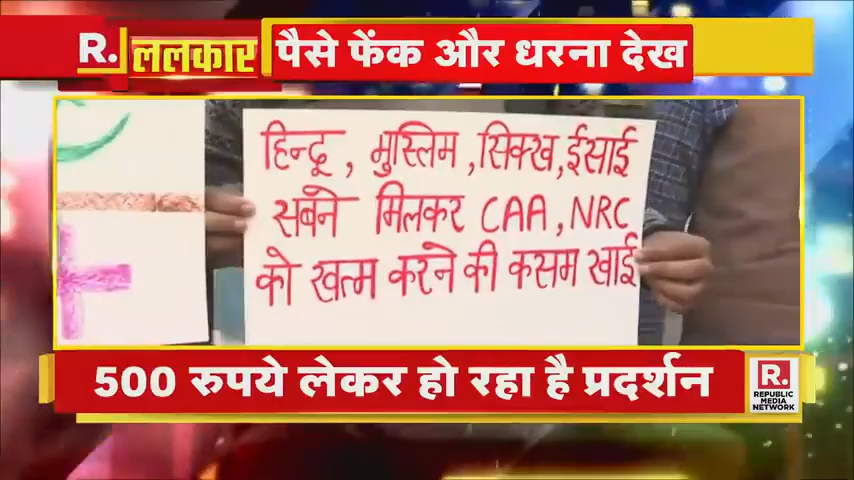 R.
ललकार
पैसे फेंक और धरना देख
हिन्दू, मुस्लिम, सिक्ख, ईसाई
सबने मिलकर CAA, NRC
को खत्म करने की कसम खाई
500 रुपये लेकर हो रहा है प्रदर्शन
R.
REPUBLIC
MEDIA
NETWORK